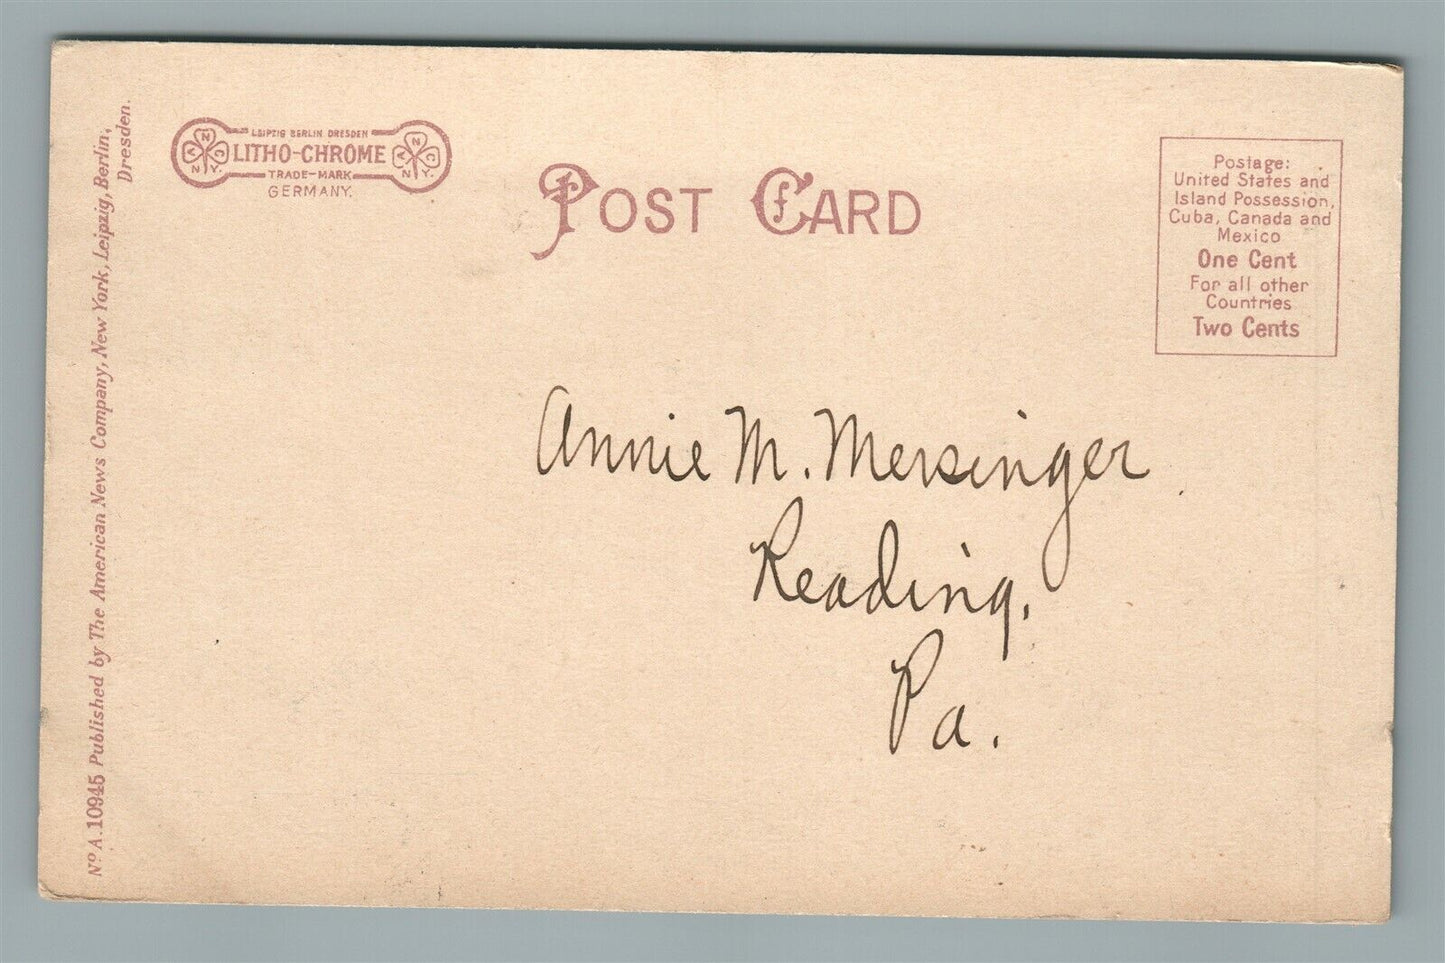 LEIPZIG BERLIN DRESDEN
LITHO-CHROME
TRADE-MARK
GERMANY.
POST CARD
Postage:
United States and
Island Possession,
Cuba, Canada and
Mexico
One Cent
For all other
Countries
Two Cents
Annie M. Mersinger
Reading,
Pa.
Nº A. 10945 Published by The American News Company, New York, Leipzig, Berlin,
Dresden.